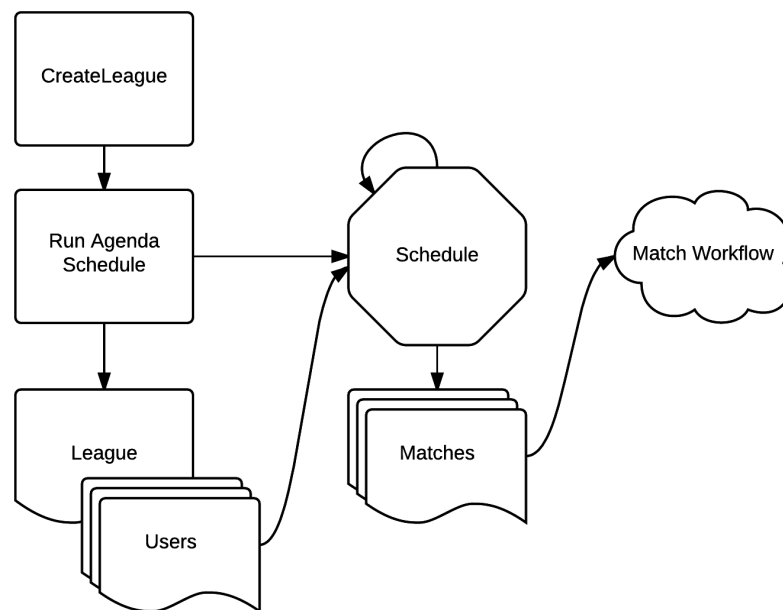 CreateLeague
Run Agenda
Schedule
Schedule
Match Workflow
League
Matches
Users